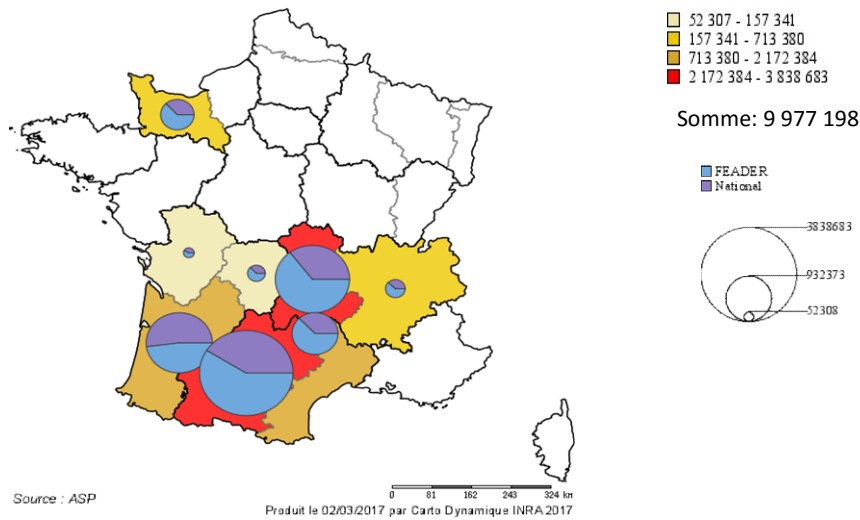 52 307 - 157 341
157 341 - 713 380
713 380 - 2 172 384
2 172 384 - 3 838 683
Somme: 9 977 198
FEADER
National
3838683
932373
52308
0 81 162 243 324 km
Source : ASP
Produit le 02/03/2017 par Carto Dynamique INRA 2017